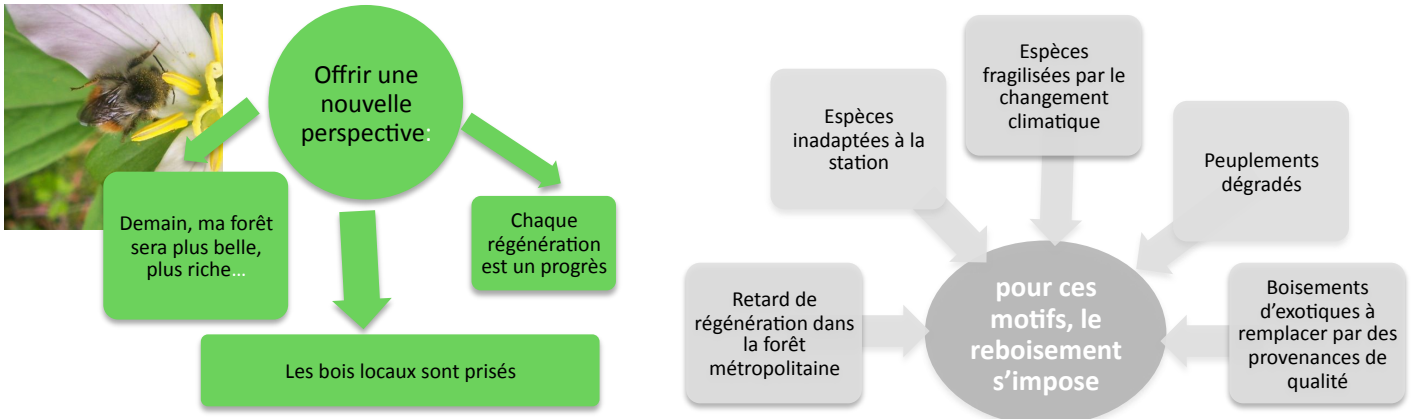 Offrir une
nouvelle
perspective:
Demain, ma forêt
sera plus belle,
plus riche...
Chaque
régénération
est un progrès
Les bois locaux sont prisés
Retard de
régénération dans
la forêt
métropolitaine
Espèces
inadaptées à la
station
Espèces
fragilisées par le
changement
climatique
Peuplements
dégradés
Boisements
d’exotiques à
remplacer par des
provenances de
qualité
pour ces
motifs, le
reboisement
s’impose